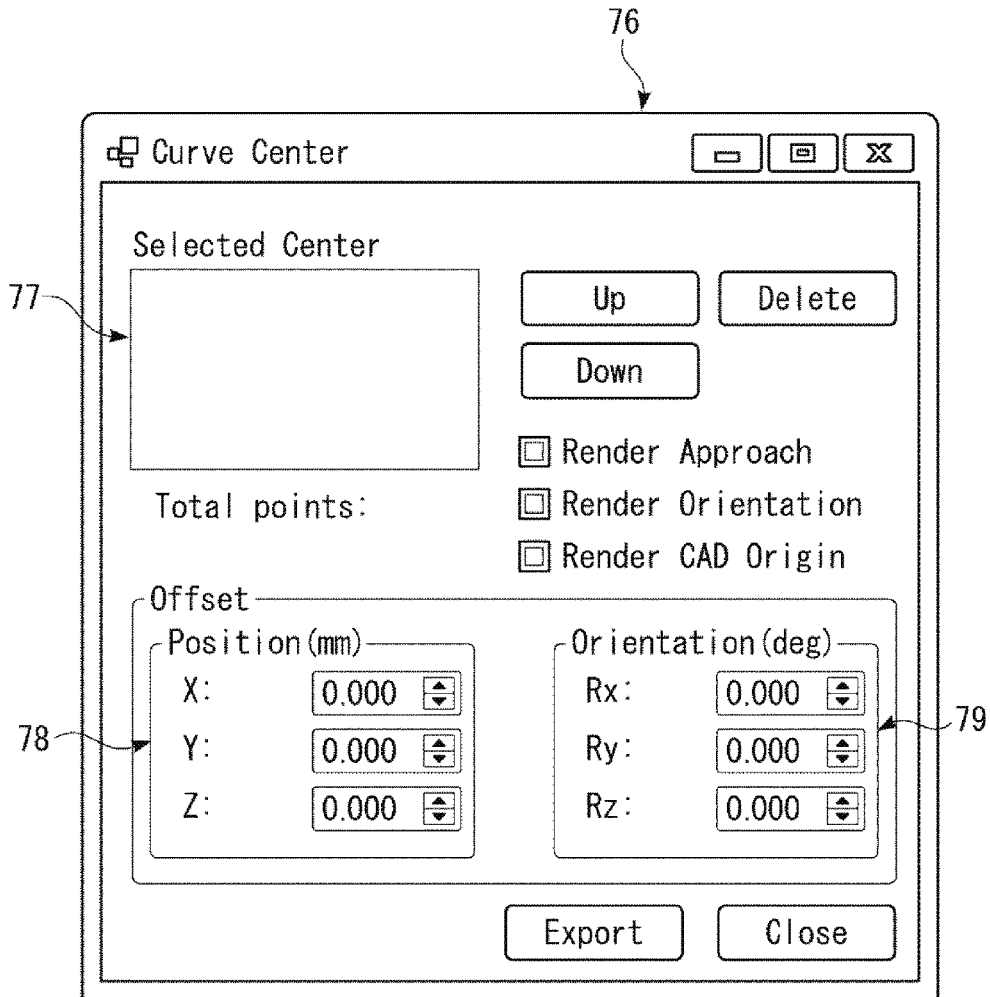 76
Curve Center
Selected Center
77
Up Delete
Down
Render Approach
Total points:
Render Orientation
Render CAD Origin
Offset
Position(mm) Orientation(deg)
X: 0.000 Rx: 0.000
78 Y: 0.000 Ry: 0.000 79
Z: 0.000 Rz: 0.000
Export Close